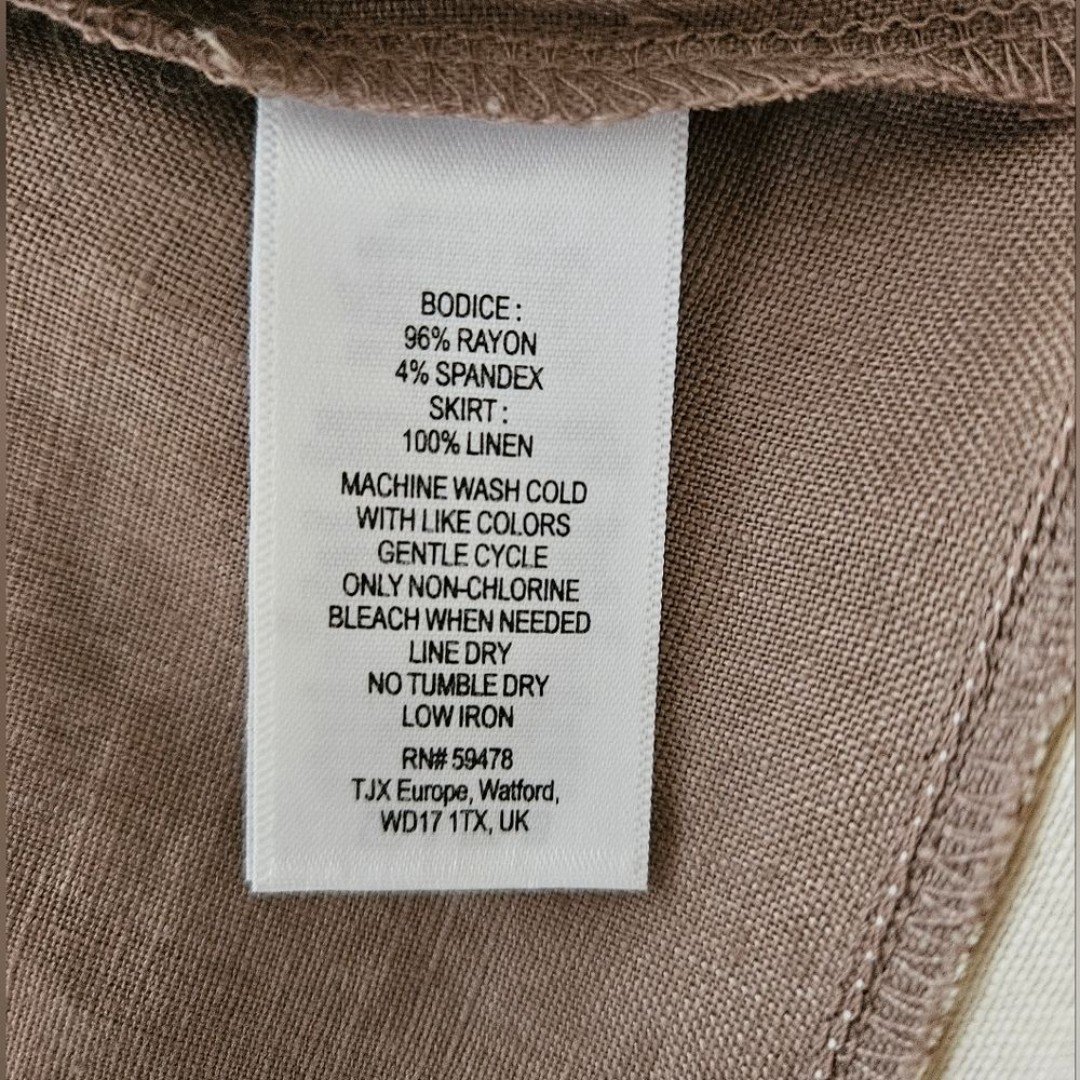 BODICE :
96% RAYON
4% SPANDEX
SKIRT :
100% LINEN
MACHINE WASH COLD
WITH LIKE COLORS
GENTLE CYCLE
ONLY NON-CHLORINE
BLEACH WHEN NEEDED
LINE DRY
NO TUMBLE DRY
LOW IRON
RN# 59478
TJX Europe, Watford,
WD17 1TX, UK